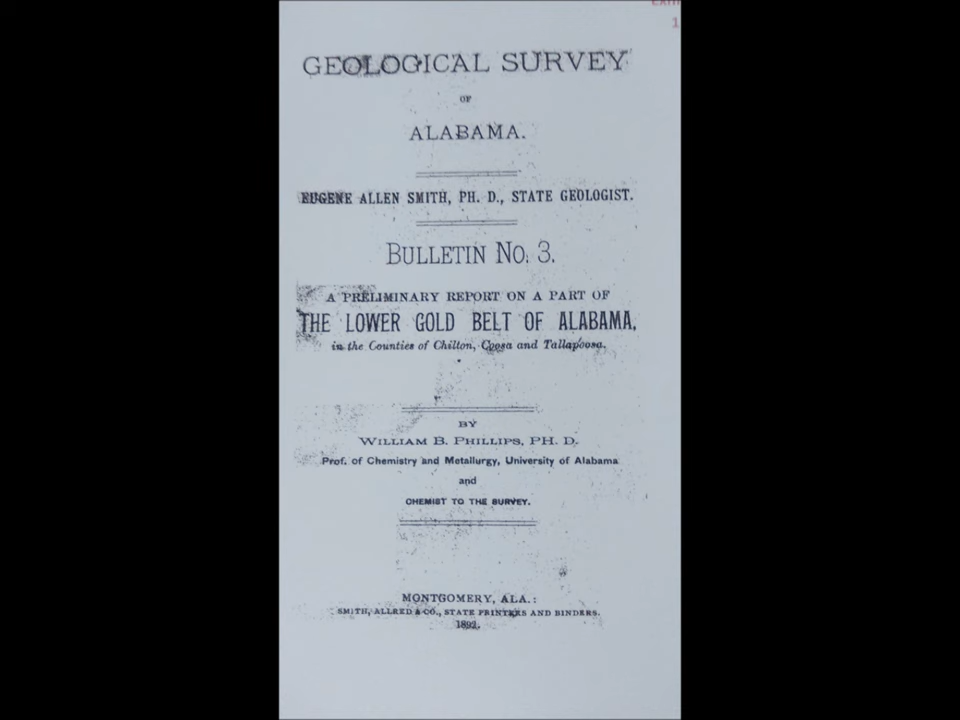 1
GEOLOGICAL SURVEY
OF
ALABAMA.
EUGENE ALLEN SMITH, PH. D., STATE GEOLOGIST.
BULLETIN NO. 3.
A PRELIMINARY REPORT ON A PART OF
THE LOWER GOLD BELT OF ALABAMA,
in the Counties of Chilton, Coosa and Tallapoosa.
BY
WILLIAM B. PHILLIPS, PH. D.
Prof. of Chemistry and Metallurgy, University of Alabama
and
CHEMIST TO THE SURVEY.
MONTGOMERY, ALA.:
SMITH, ALLRED & CO., STATE PRINTERS AND BINDERS.
1892.